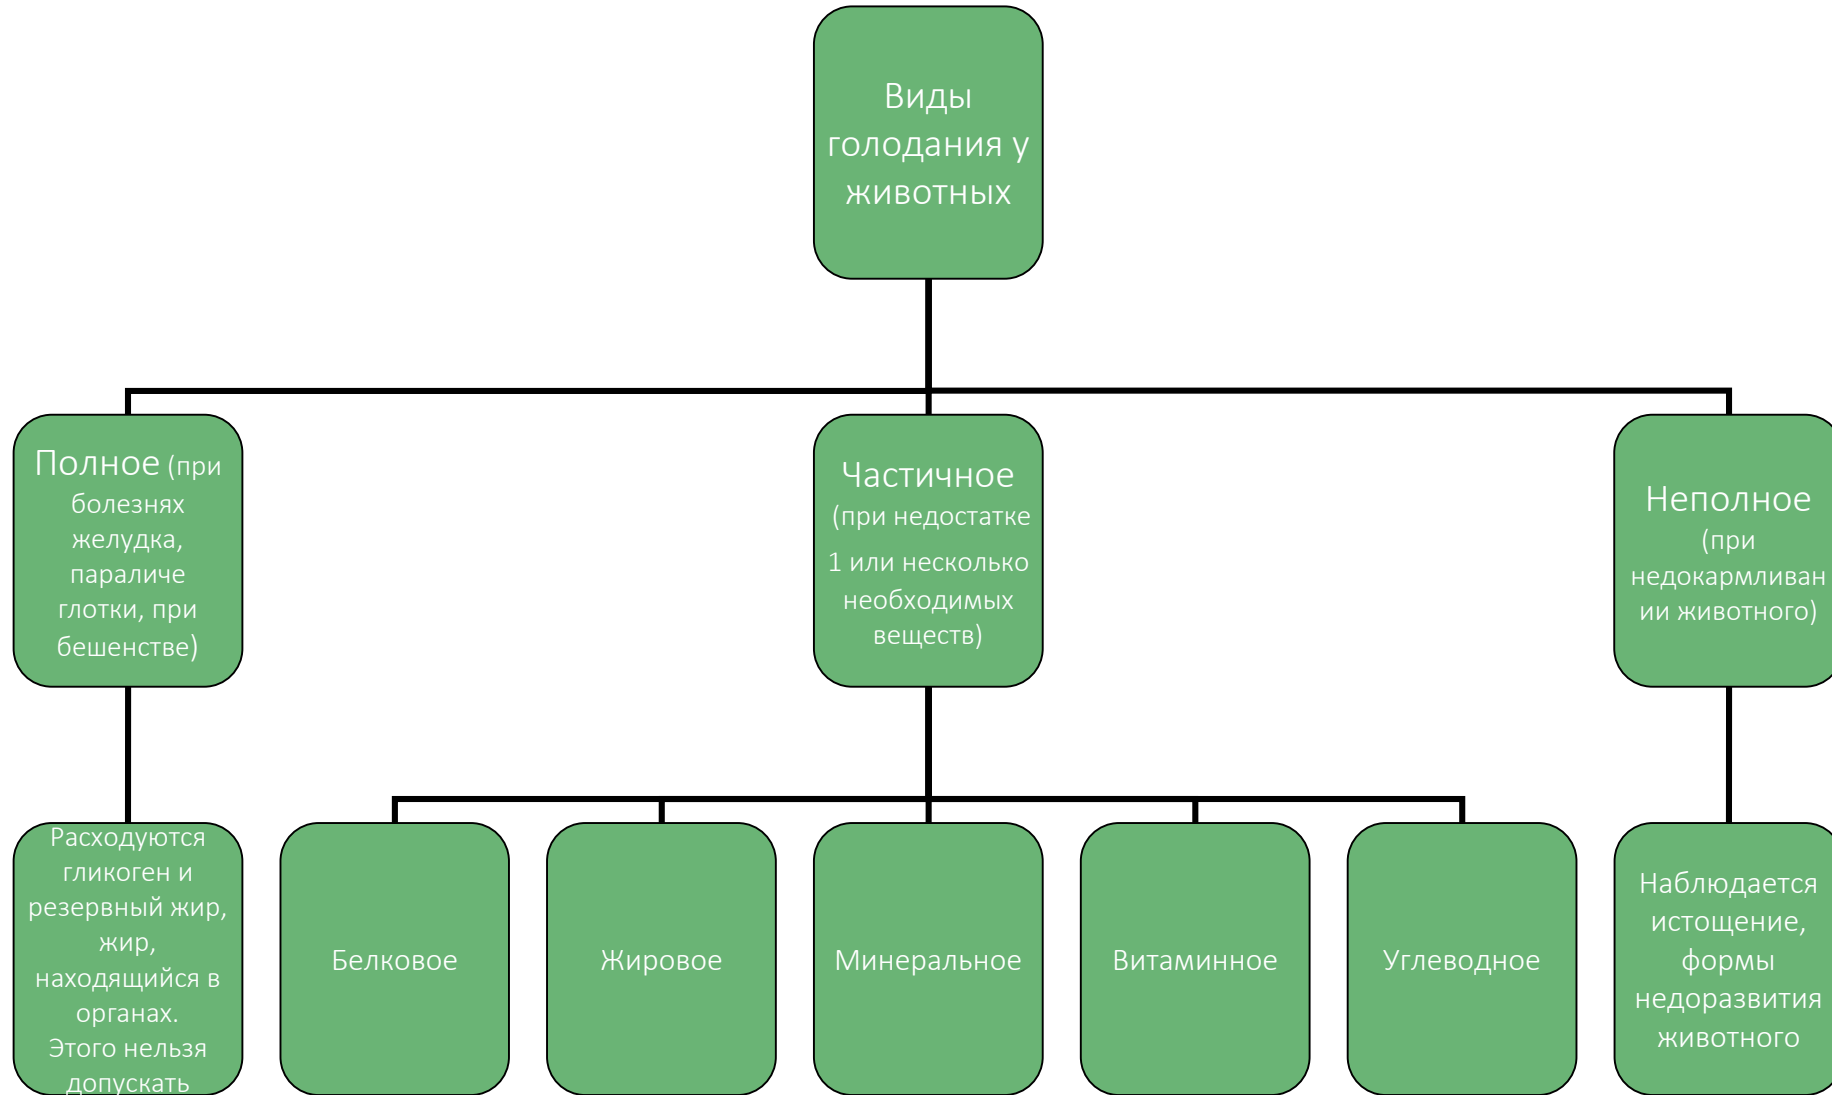 Виды
голодания у
животных
Полное (при
болезнях
желудка,
параличе
глотки, при
бешенстве)
Частичное
(при недостатке
1 или несколько
необходимых
веществ)
Неполное
(при
недокармливан
ии животного)
Расходуются
гликоген и
резервный жир,
жир,
находящийся в
органах.
Этого нельзя
допускать
Белковое
Жировое
Минеральное
Витаминное
Углеводное
Наблюдается
истощение,
формы
недоразвития
животного